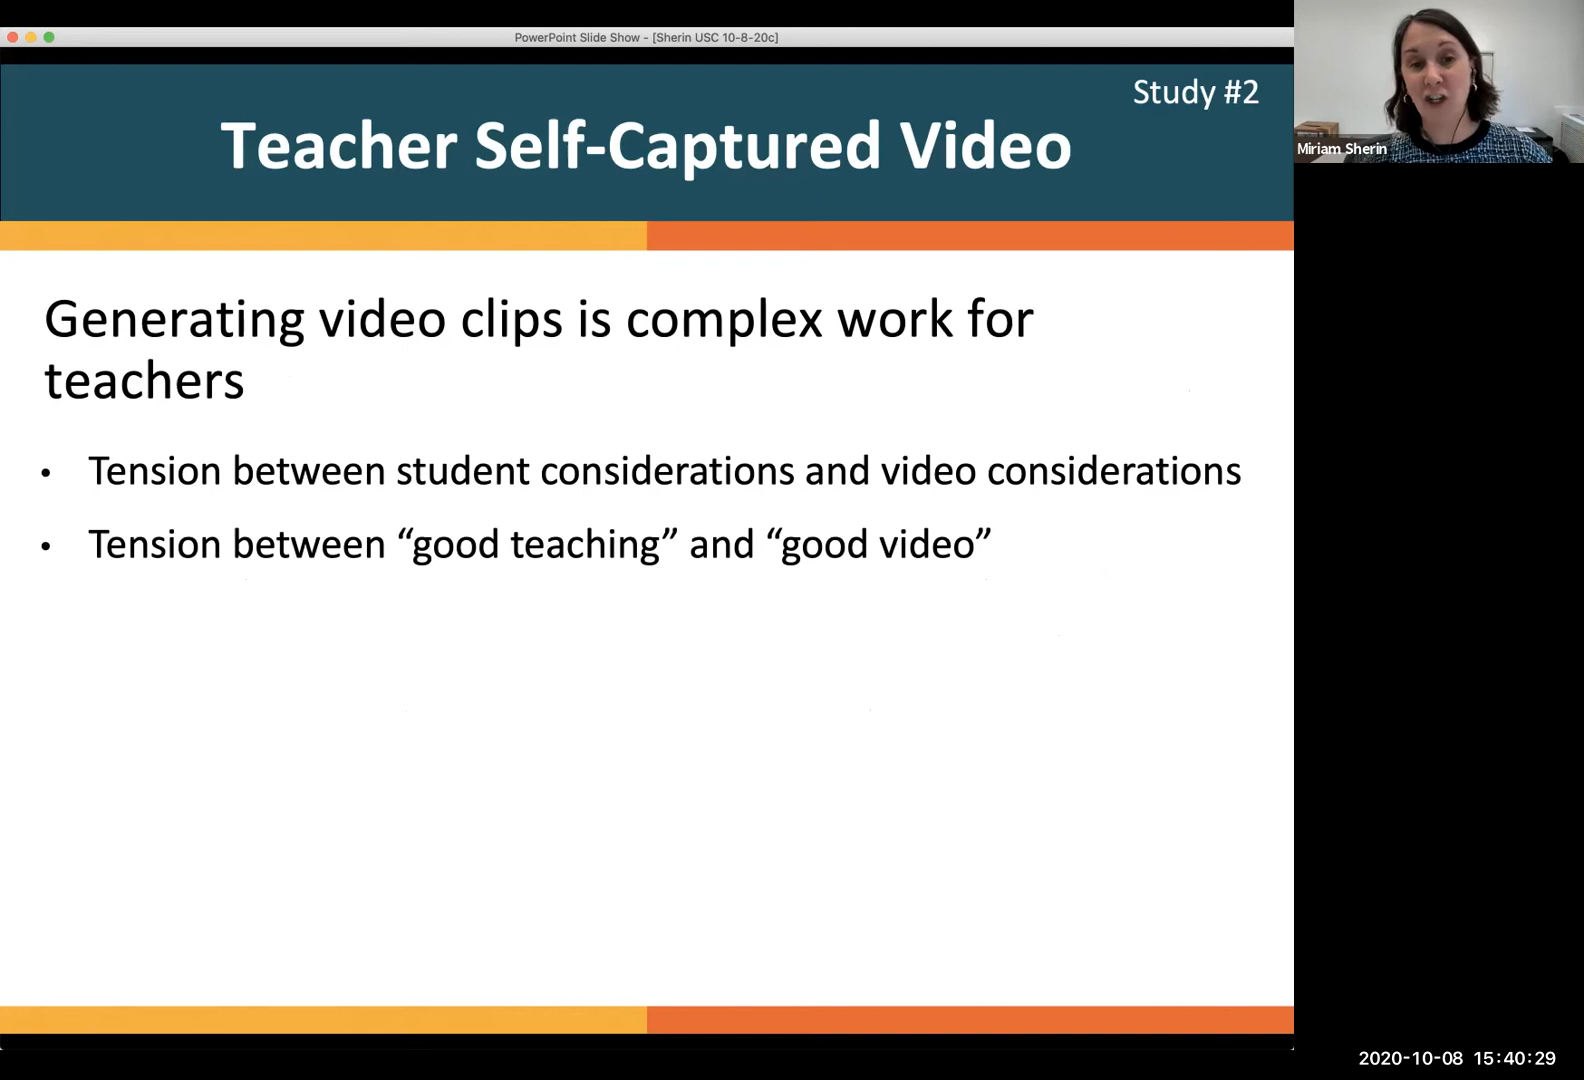 PowerPoint Slide Show - [Sherin USC 10-8-20c]
Study #2
Teacher Self-Captured Video
Generating video clips is complex work for
teachers
• Tension between student considerations and video considerations
• Tension between “good teaching” and “good video”
Miriam Sherin
2020-10-08 15:40:29